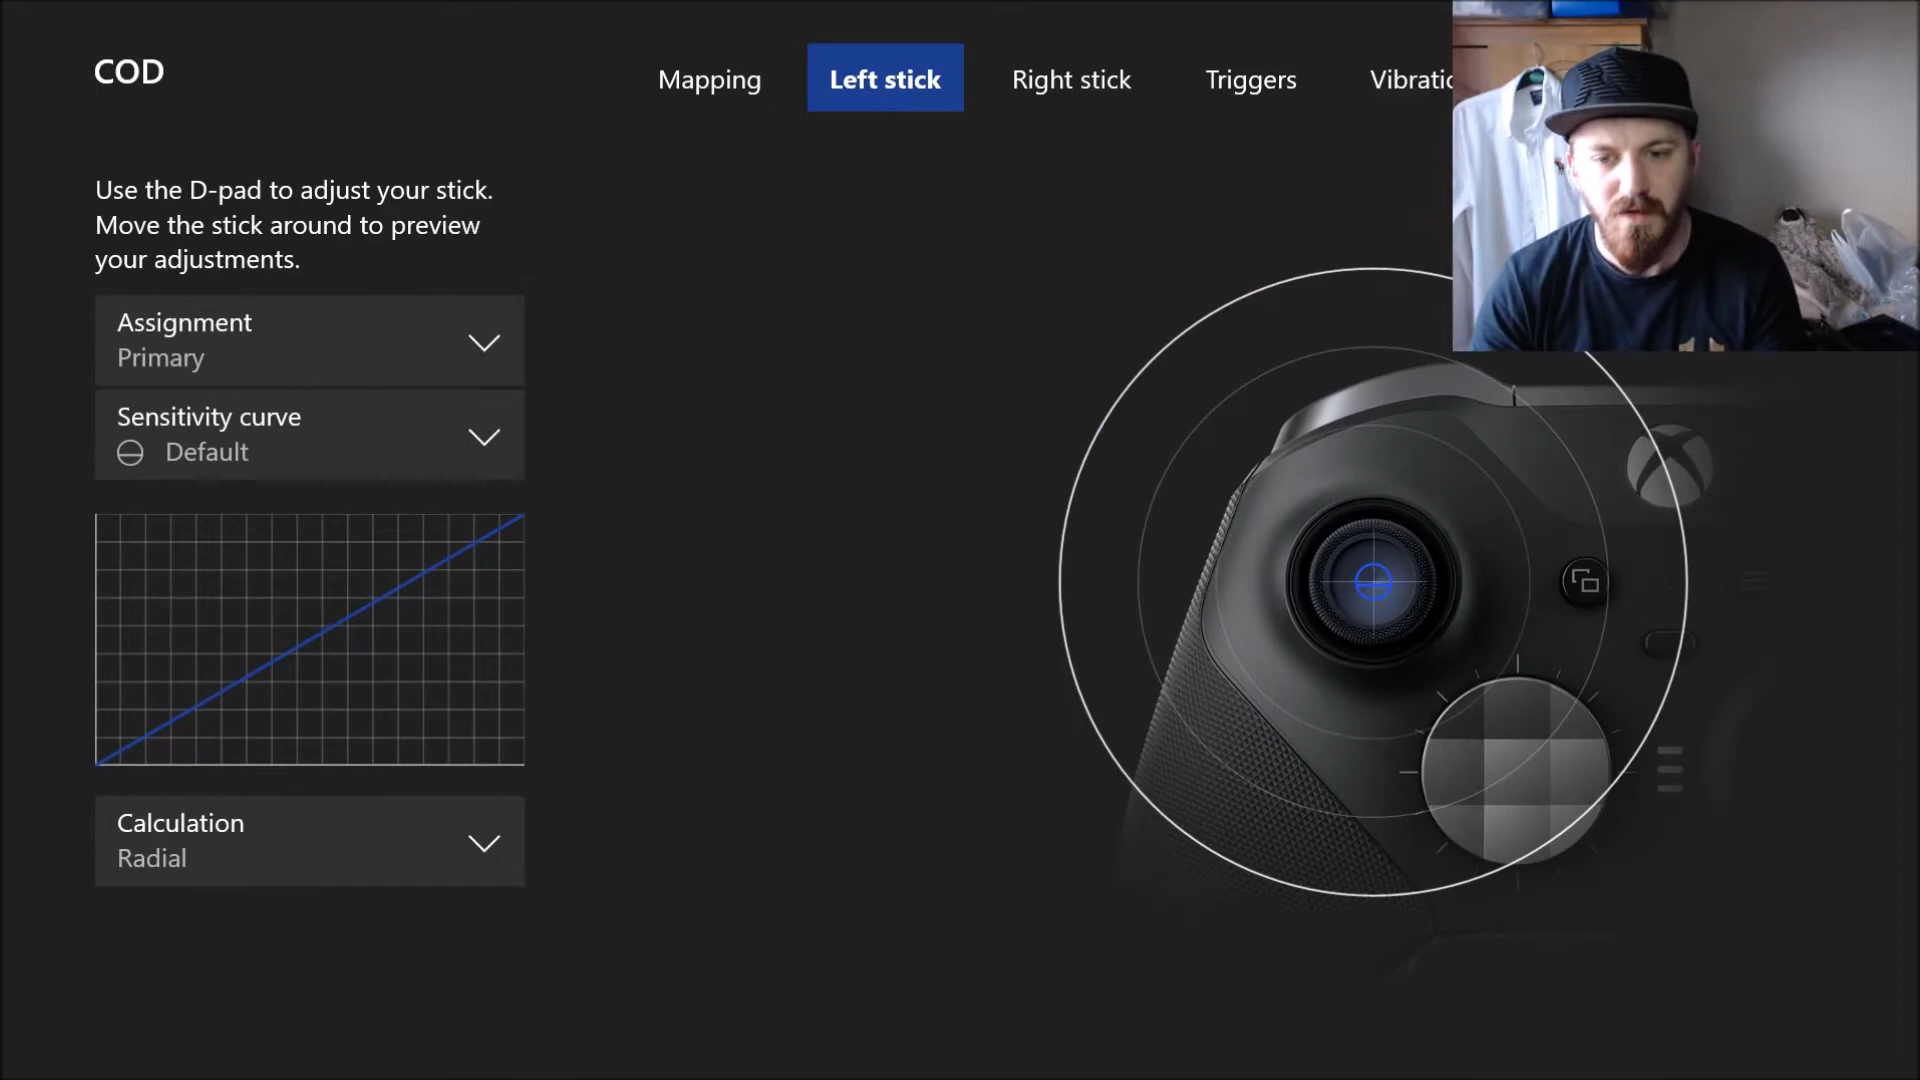 COD
Mapping
Left stick
Right stick
Triggers
Use the D-pad to adjust your stick.
Move the stick around to preview
your adjustments.
Assignment
Primary
Sensitivity curve
Default
Calculation
Radial